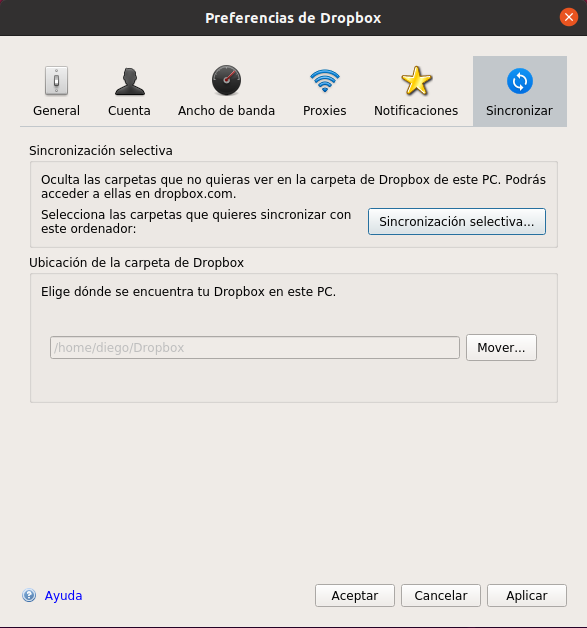 Preferencias de Dropbox
General
Cuenta
Ancho de banda
Proxies
Notificaciones
Sincronizar
Sincronización selectiva
Oculta las carpetas que no quieras ver en la carpeta de Dropbox de este PC. Podrás
acceder a ellas en dropbox.com.
Selecciona las carpetas que quieres sincronizar con
este ordenador:
Sincronización selectiva...
Ubicación de la carpeta de Dropbox
Elige dónde se encuentra tu Dropbox en este PC.
/home/diego/Dropbox
Mover...
Ayuda
Aceptar
Cancelar
Aplicar